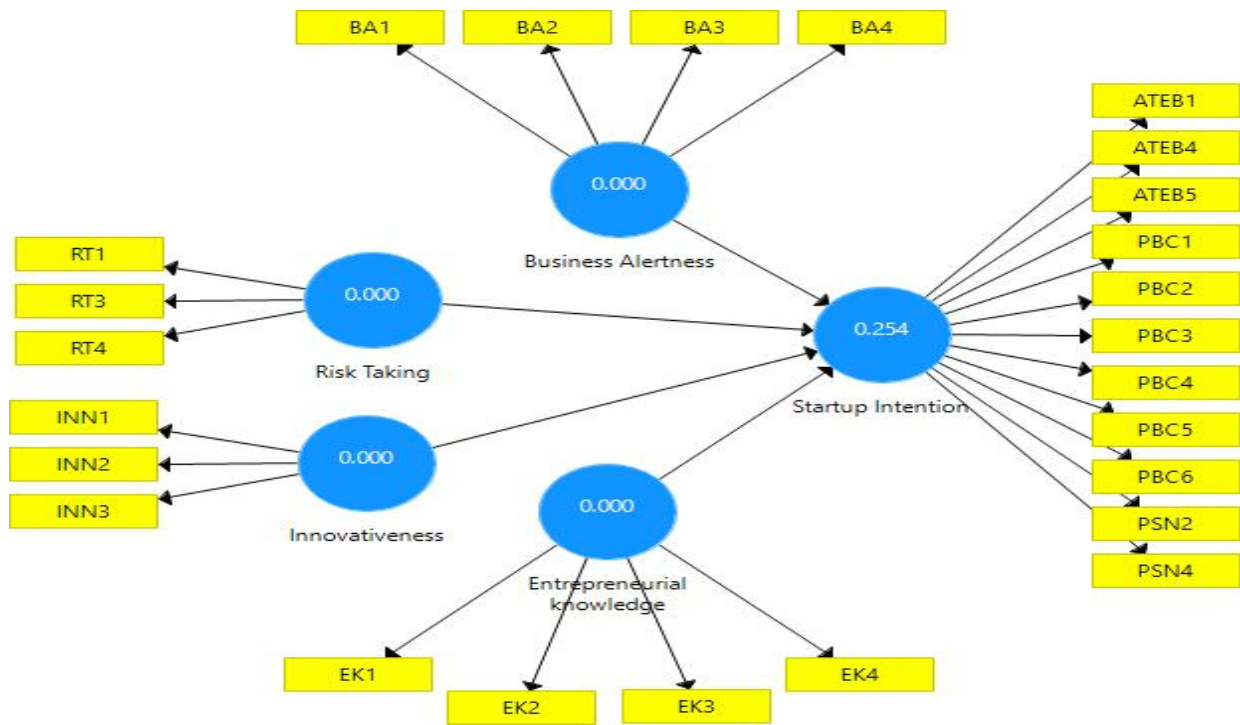 BA1
BA2
BA3
BA4
0.000
Business Alertness
RT1
RT3
RT4
0.000
Risk Taking
INN1
INN2
INN3
0.000
Innovativeness
0.000
Entrepreneurial
knowledge
EK1
EK2
EK3
EK4
0.254
Startup Intention
ATEB1
ATEB4
ATEB5
PBC1
PBC2
PBC3
PBC4
PBC5
PBC6
PSN2
PSN4